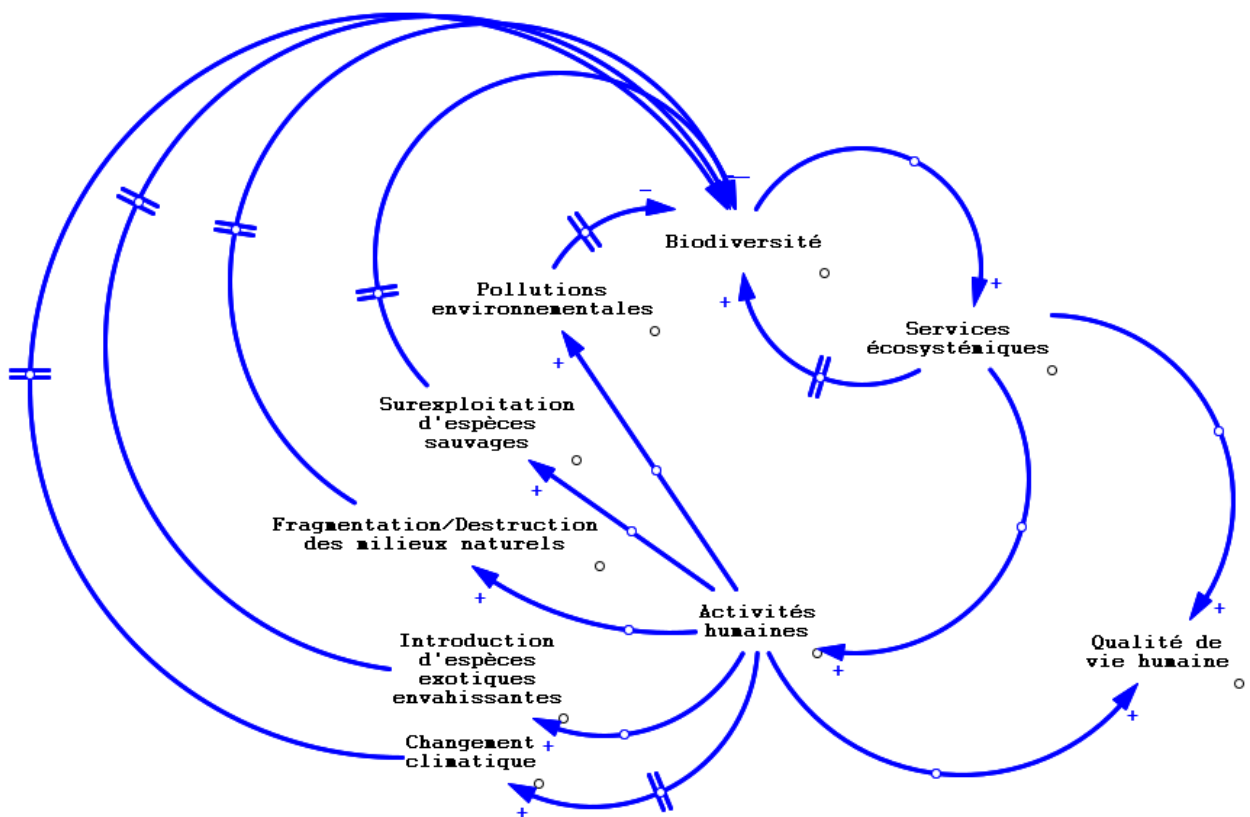 Biodiversité
Pollutions
environnementales
Services
écosystémiques
Surexploitation
d'espèces
sauvages
Fragmentation/Destruction
des milieux naturels
Activités
humaines
Qualité de
vie humaine
Introduction
d'espèces
exotiques
envahissantes
Changement
climatique